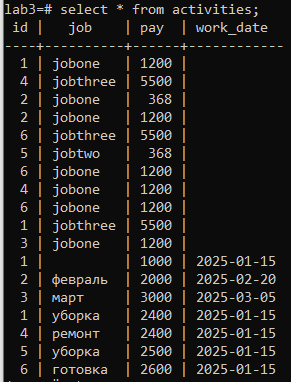 lab3=# select * from activities;
id | job | pay | work_date
----+----------+------+------------
1 | jobone | 1200 |
4 | jobthree | 5500 |
2 | jobone | 368 |
2 | jobone | 1200 |
6 | jobthree | 5500 |
5 | jobtwo | 368 |
6 | jobone | 1200 |
4 | jobone | 1200 |
6 | jobone | 1200 |
1 | jobthree | 5500 |
3 | jobone | 1200 |
1 | | 1000 | 2025-01-15
2 | февраль | 2000 | 2025-02-20
3 | март | 3000 | 2025-03-05
1 | уборка | 2400 | 2025-01-15
4 | ремонт | 2400 | 2025-01-15
5 | уборка | 2500 | 2025-01-15
6 | готовка | 2600 | 2025-01-15